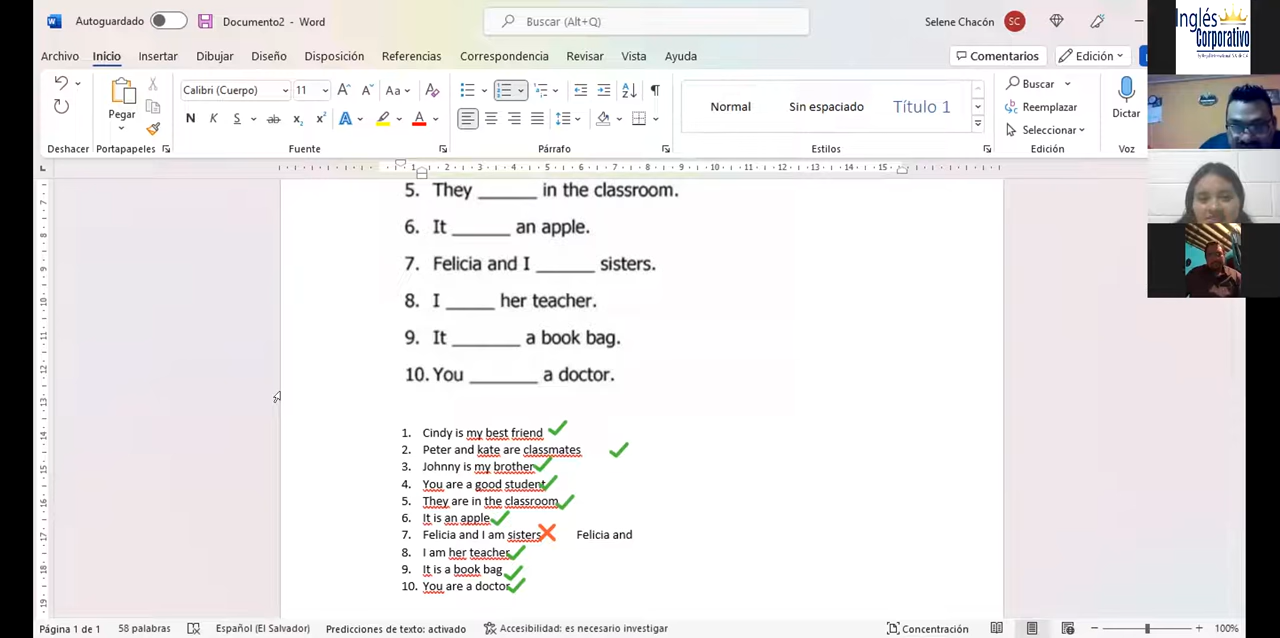 Autoguardado Documento2 - Word Buscar (Alt+Q) Selene Chacón SC
Archivo Inicio Insertar Dibujar Diseño Disposición Referencias Correspondencia Revisar Vista Ayuda Comentarios Edición
Pegar Calibri (Cuerpo) 11 Normal Sin espaciado Título 1 Buscar Reemplazar Seleccionar Dictar
Deshacer Portapapeles Fuente Párrafo Estilos Edición Voz
Inglés
Corporativo
5. They ______ in the classroom.
6. It ______ an apple.
7. Felicia and I ______ sisters.
8. I _____ her teacher.
9. It _______ a book bag.
10. You _______ a doctor.
1. Cindy is my best friend
2. Peter and kate are classmates
3. Johnny is my brother
4. You are a good student
5. They are in the classroom
6. It is an apple
7. Felicia and I am sisters Felicia and
8. I am her teacher
9. It is a book bag
10. You are a doctor
Página 1 de 1 58 palabras Español (El Salvador) Predicciones de texto: activado Accesibilidad: es necesario investigar Concentración 100%